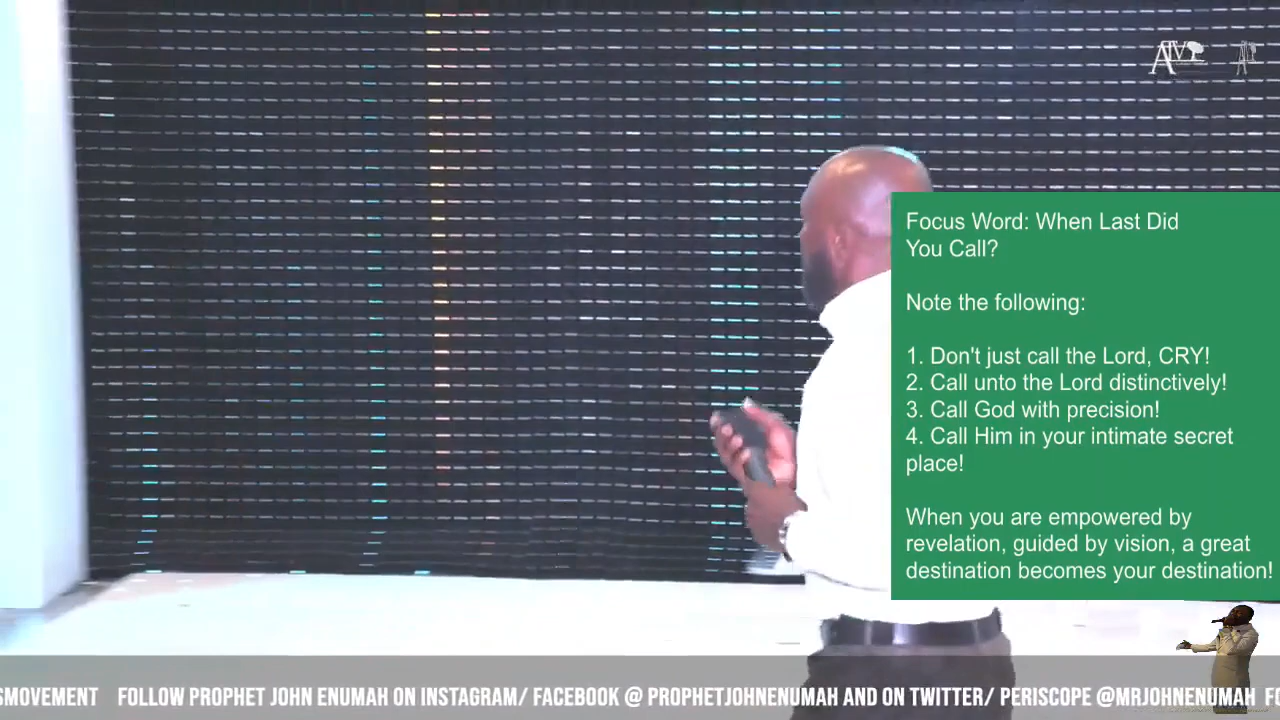 ATV
Focus Word: When Last Did
You Call?
Note the following:
1. Don't just call the Lord, CRY!
2. Call unto the Lord distinctively!
3. Call God with precision!
4. Call Him in your intimate secret
place!
When you are empowered by
revelation, guided by vision, a great
destination becomes your destination!
SMOVEMENT FOLLOW PROPHET JOHN ENUMAH ON INSTAGRAM/ FACEBOOK @ PROPHETJOHNENUMAH AND ON TWITTER/ PERISCOPE @MRJOHNENUMAH FO